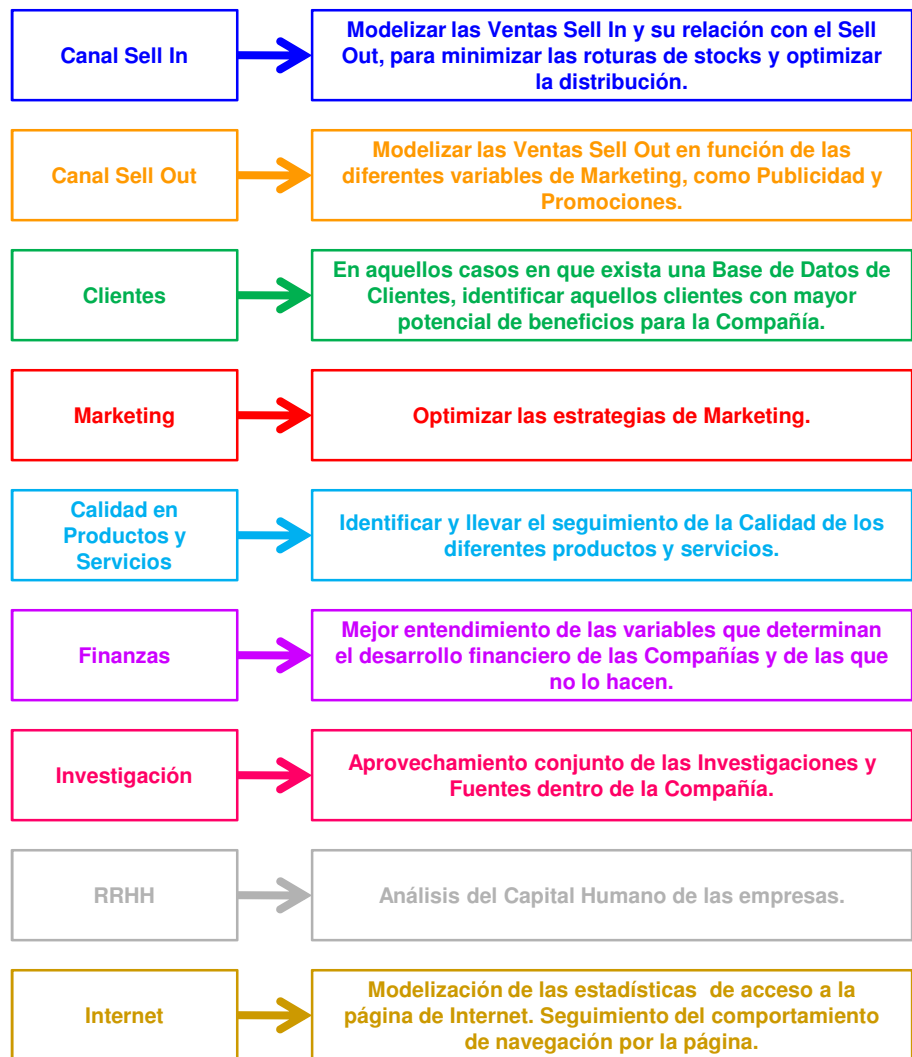 Canal Sell In
Modelizar las Ventas Sell In y su relación con el Sell
Out, para minimizar las roturas de stocks y optimizar
la distribución.
Canal Sell Out
Modelizar las Ventas Sell Out en función de las
diferentes variables de Marketing, como Publicidad y
Promociones.
Clientes
En aquellos casos en que exista una Base de Datos de
Clientes, identificar aquellos clientes con mayor
potencial de beneficios para la Compañía.
Marketing
Optimizar las estrategias de Marketing.
Calidad en
Productos y
Servicios
Identificar y llevar el seguimiento de la Calidad de los
diferentes productos y servicios.
Finanzas
Mejor entendimiento de las variables que determinan
el desarrollo financiero de las Compañías y de las que
no lo hacen.
Investigación
Aprovechamiento conjunto de las Investigaciones y
Fuentes dentro de la Compañía.
RRHH
Análisis del Capital Humano de las empresas.
Internet
Modelización de las estadísticas de acceso a la
página de Internet. Seguimiento del comportamiento
de navegación por la página.